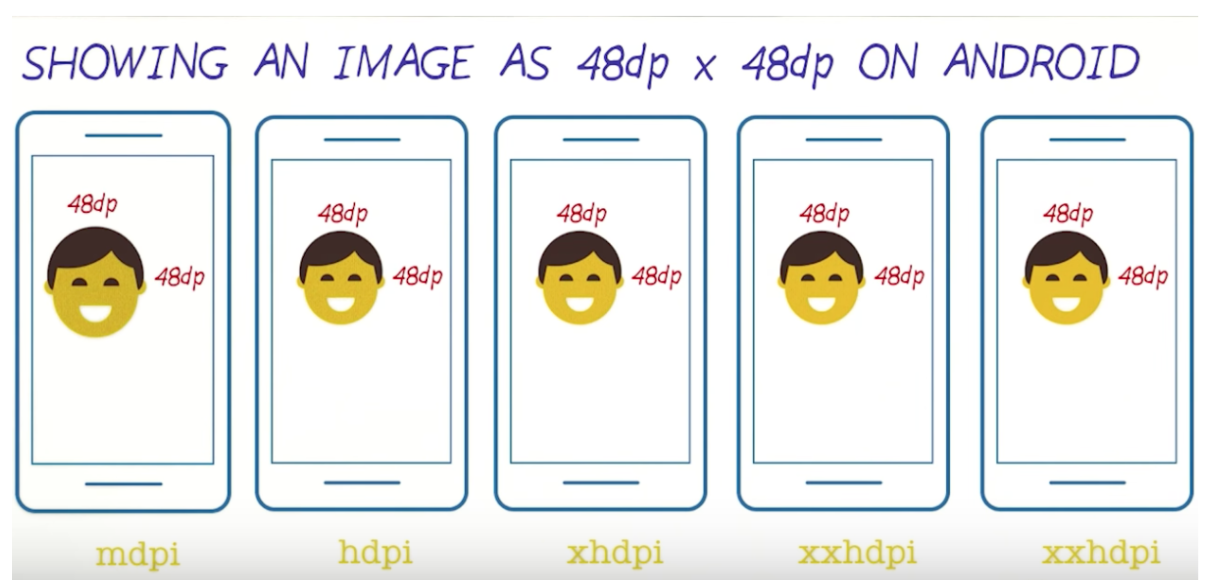 SHOWING AN IMAGE AS 48dp x 48dp ON ANDROID
48dp 48dp 48dp 48dp 48dp
48dp 48dp 48dp 48dp 48dp
mdpi hdpi xhdpi xxhdpi xxhdpi